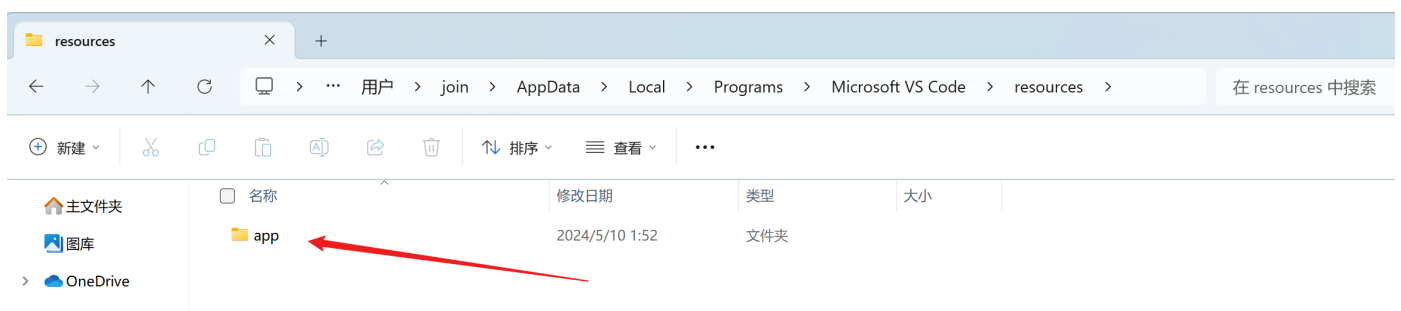 resources
用户 > join > AppData > Local > Programs > Microsoft VS Code > resources >
在 resources 中搜索
新建
排序
查看
名称
修改日期
类型
大小
主文件夹
图库
OneDrive
app
2024/5/10 1:52
文件夹